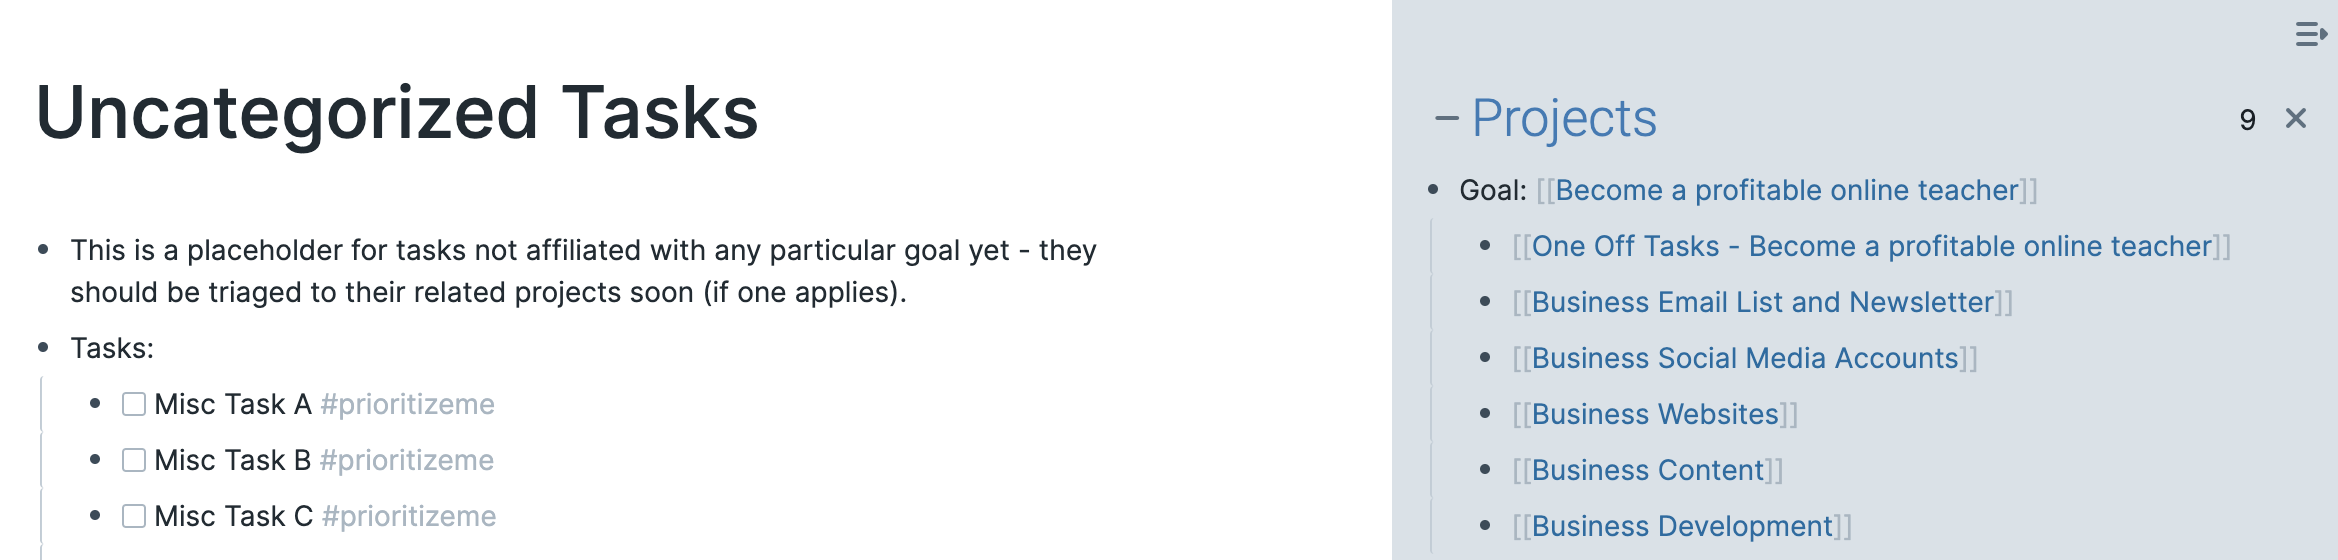 Uncategorized Tasks
This is a placeholder for tasks not affiliated with any particular goal yet - they
should be triaged to their related projects soon (if one applies).
Tasks:
Misc Task A #prioritizeme
Misc Task B #prioritizeme
Misc Task C #prioritizeme
Projects
9
Goal: [[Become a profitable online teacher]]
[[One Off Tasks - Become a profitable online teacher]]
[[Business Email List and Newsletter]]
[[Business Social Media Accounts]]
[[Business Websites]]
[[Business Content]]
[[Business Development]]